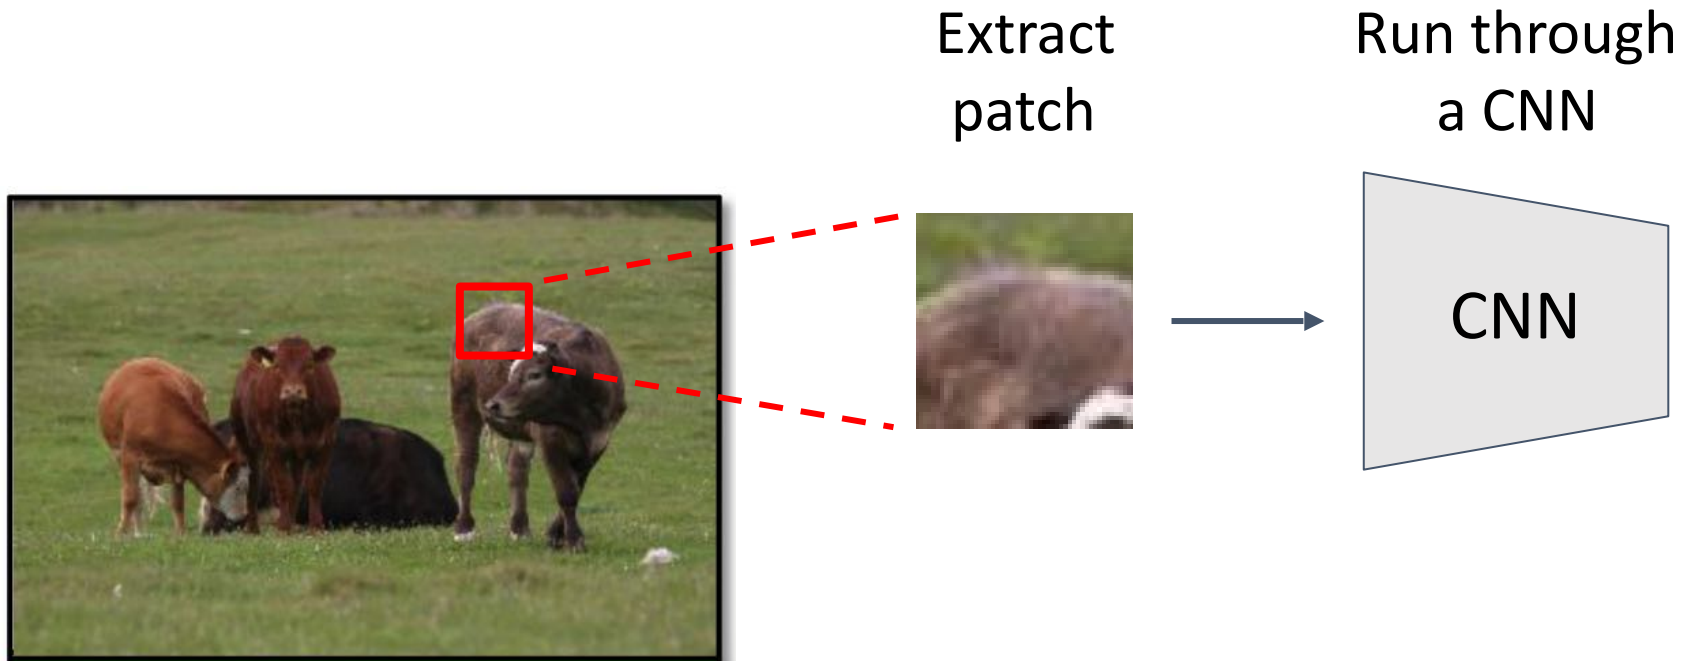 Extract
patch
Run through
a CNN
CNN